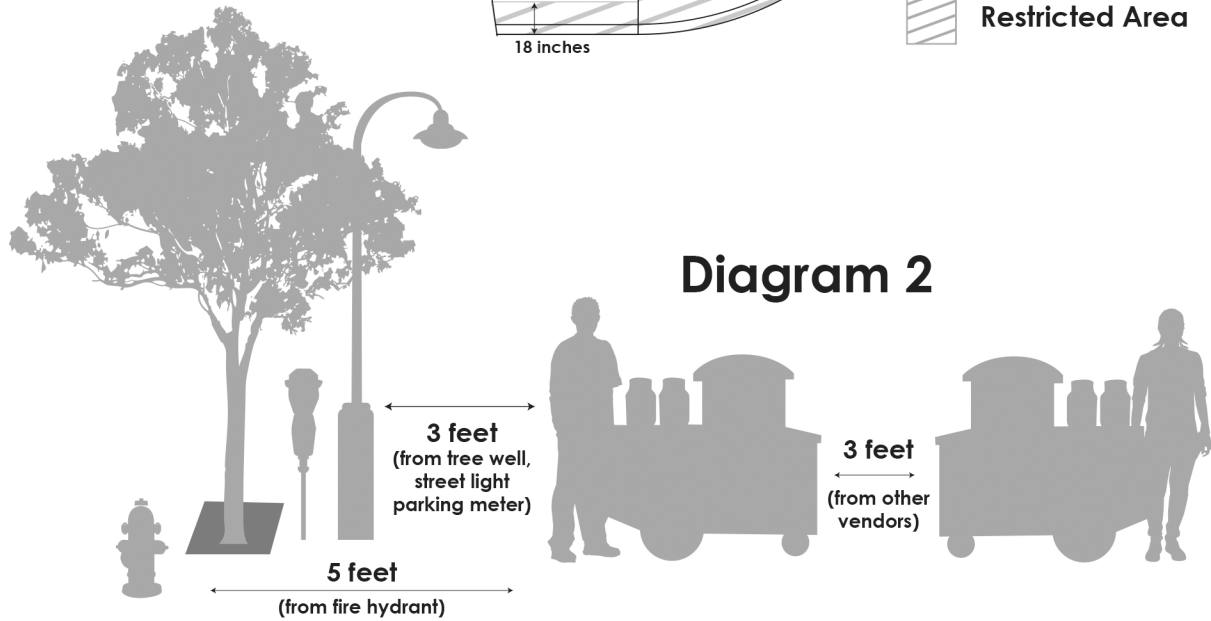 18 inches
Restricted Area
Diagram 2
3 feet
(from tree well,
street light
parking meter)
3 feet
(from other
vendors)
5 feet
(from fire hydrant)